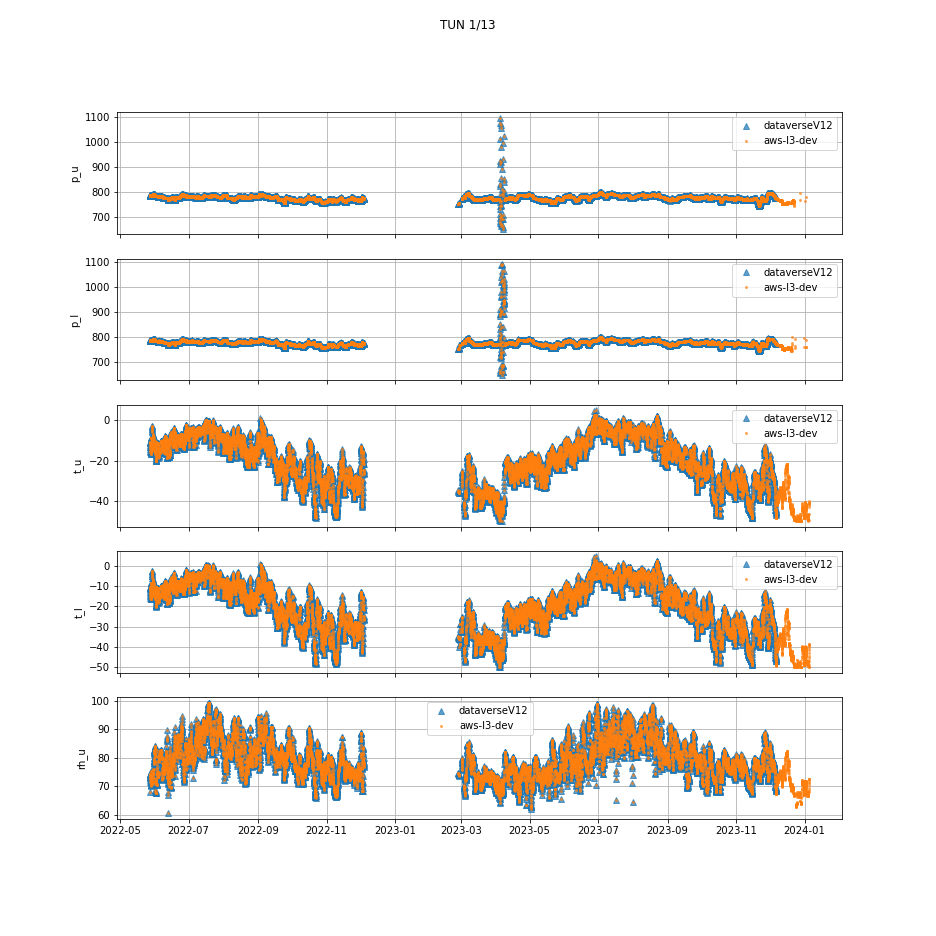 TUN 1/13
1100
1000
900
800
700
p_u
dataverseV12
aws-l3-dev
1100
1000
900
800
700
p_l
dataverseV12
aws-l3-dev
0
−20
−40
t_u
dataverseV12
aws-l3-dev
0
−10
−20
−30
−40
−50
t_l
dataverseV12
aws-l3-dev
100
90
80
70
60
rh_u
dataverseV12
aws-l3-dev
2022-05 2022-07 2022-09 2022-11 2023-01 2023-03 2023-05 2023-07 2023-09 2023-11 2024-01